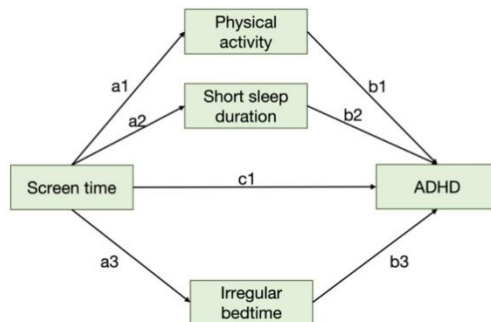 Physical
activity
a1
b1
Short sleep
duration
a2
b2
Screen time
c1
ADHD
a3
b3
Irregular
bedtime